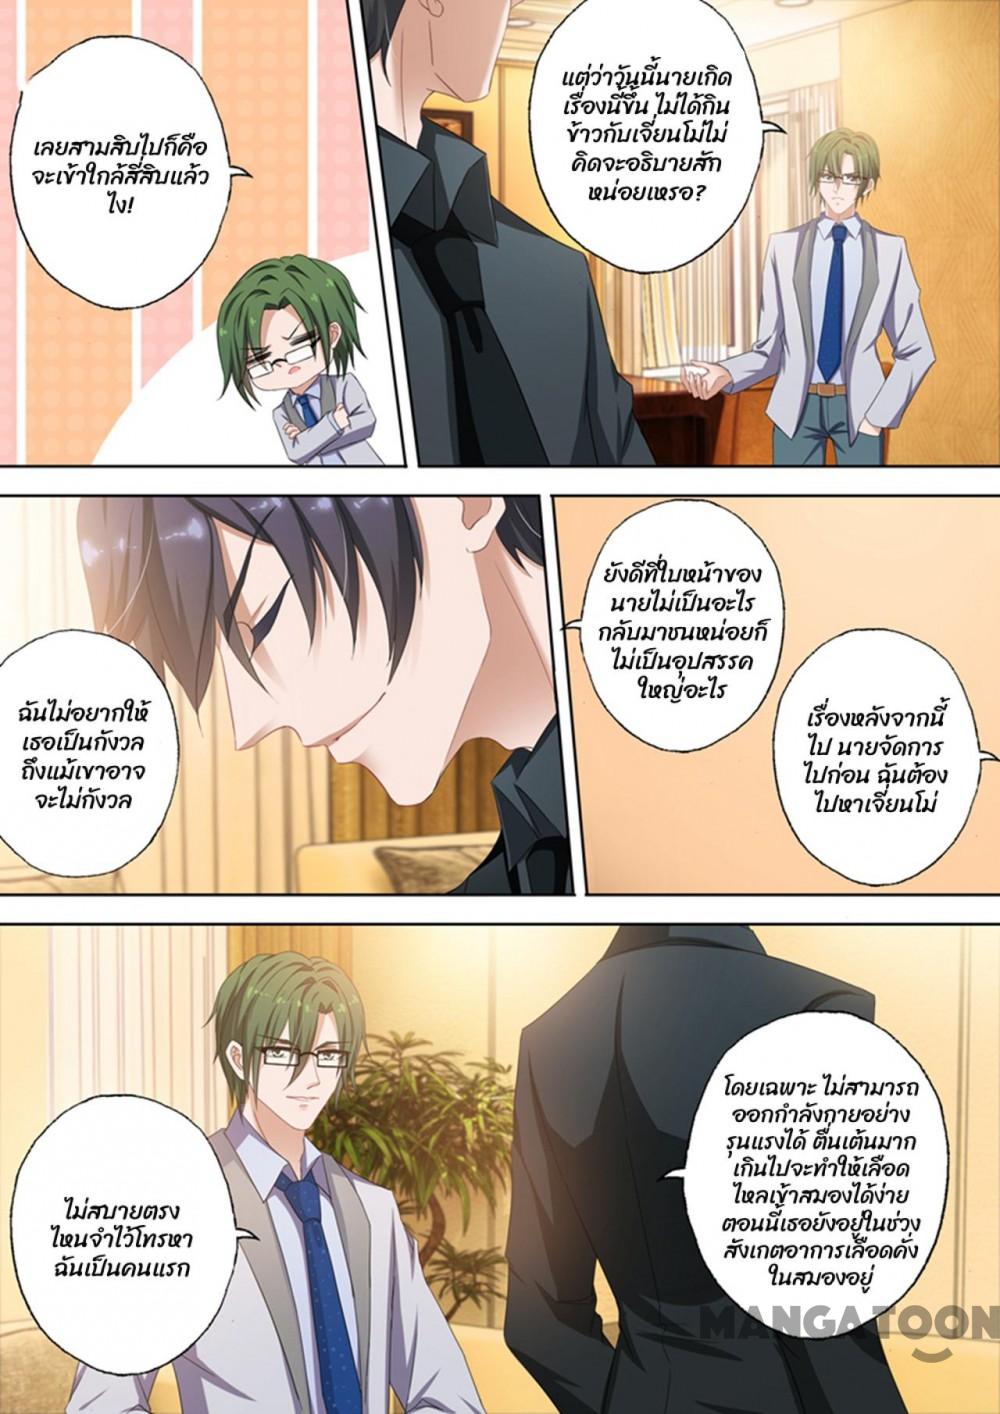 เลยสามสิบไปก็คือ
จะเข้าใกล้สี่สิบแล้ว
ไง!
แต่ว่าวันนี้นายเกิด
เรื่องนี้ขึ้น ไม่ได้กิน
ข้าวกับเจี่ยนโม่ไม่
คิดจะอธิบายสัก
หน่อยเหรอ?
ฉันไม่อยากให้
เธอเป็นกังวล
ถึงแม้เขาอาจ
จะไม่กังวล
ยังดีที่ใบหน้าของ
นายไม่เป็นอะไร
กลับมาชนหน่อยก็
ไม่เป็นอุปสรรค
ใหญ่อะไร
เรื่องหลังจากนี้
ไป นายจัดการ
ไปก่อน ฉันต้อง
ไปหาเจี่ยนโม่
ไม่สบายตรง
ไหนจำไว้โทรหา
ฉันเป็นคนแรก
โดยเฉพาะ ไม่สามารถ
ออกกำลังกายอย่าง
รุนแรงได้ ตื่นเต้นมาก
เกินไปจะทำให้เลือด
ไหลเข้าสมองได้ง่าย
ตอนนี้เธอยังอยู่ในช่วง
สังเกตอาการเลือดคั่ง
ในสมองอยู่
MANGATOON